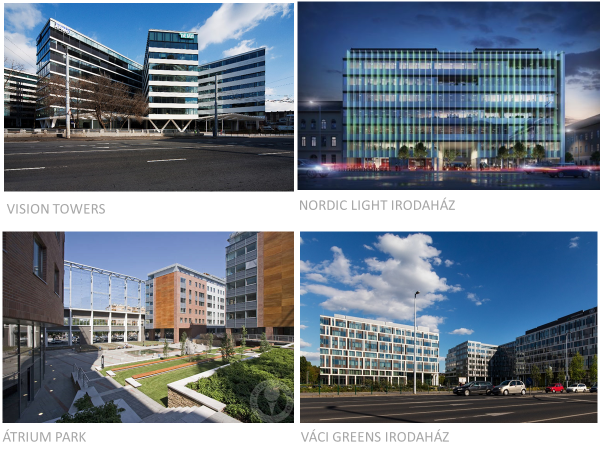 VISION TOWERS
NORDIC LIGHT IRODAHÁZ
ÁTRIUM PARK
VÁCI GREENS IRODAHÁZ